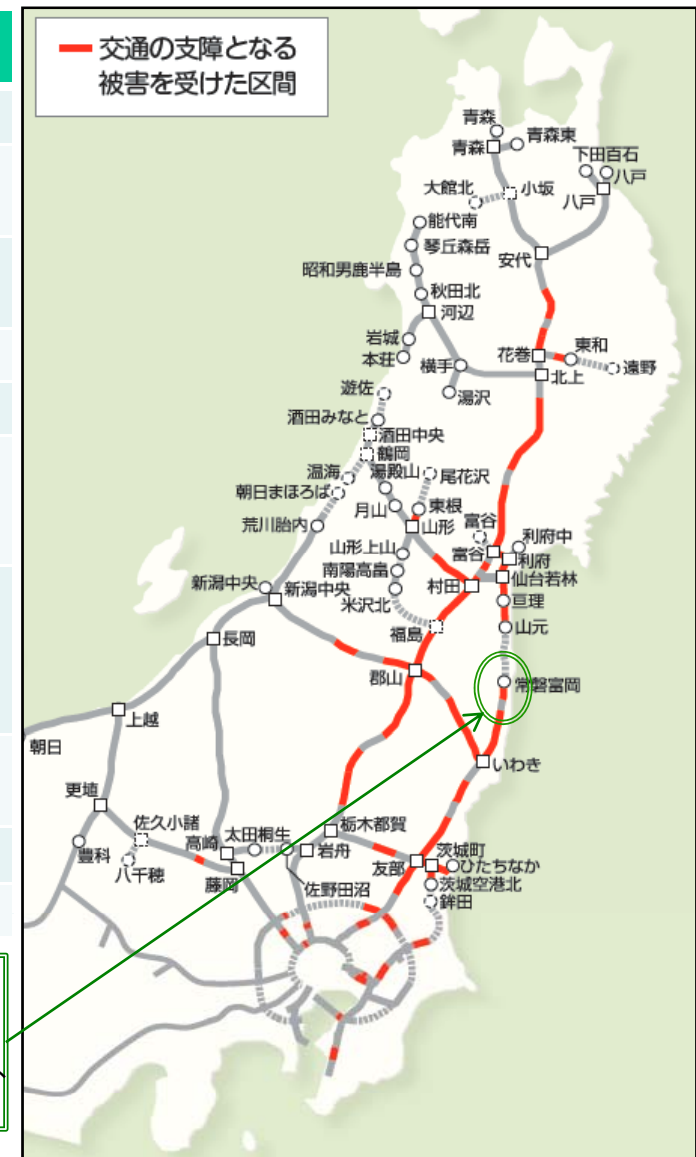 交通の支障となる
被害を受けた区間
青森
青森東
青森
下田百石
八戸
八戸
大館北
小坂
能代南
琴丘森岳
安代
昭和男鹿半島
秋田北
河辺
岩城
本荘
横手
花巻
東和
遠野
北上
湯沢
遊佐
酒田みなと
酒田中央
鶴岡
温海
湯殿山
尾花沢
朝日まほろば
月山
東根
荒川胎内
山形
富谷
富谷
利府中
利府
山形上山
南陽高畠
米沢北
村田
仙台若林
亘理
山元
新潟中央
新潟中央
福島
長岡
郡山
常磐富岡
上越
朝日
いわき
更埴
佐久小諸
豊科
八千穂
高崎
太田桐生
栃木都賀
岩舟
藤岡
佐野田沼
友部
茨城町
ひたちなか
茨城空港北
鉾田